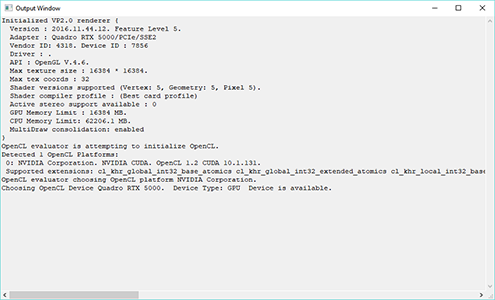 Output Window
Initialized VP2.0 renderer {
Version : 2016.11.44.12. Feature Level 5.
Adapter : Quadro RTX 5000/PCIe/SSE2
Vendor ID: 4318. Device ID : 7856
Driver : .
API : OpenGL V.4.6.
Max texture size : 16384 * 16384.
Max tex coords : 32
Shader versions supported (Vertex: 5, Geometry: 5, Pixel 5).
Shader compiler profile : (Best card profile)
Active stereo support available : 0
GPU Memory Limit : 16384 MB.
CPU Memory Limit: 62206.1 MB.
MultiDraw consolidation: enabled
}
OpenCL evaluator is attempting to initialize OpenCL.
Detected 1 OpenCL Platforms:
0: NVIDIA Corporation. NVIDIA CUDA. OpenCL 1.2 CUDA 10.1.131.
Supported extensions: cl_khr_global_int32_base_atomics cl_khr_global_int32_extended_atomics cl_khr_local_int32_base
OpenCL evaluator choosing OpenCL platform NVIDIA Corporation.
Choosing OpenCL Device Quadro RTX 5000. Device Type: GPU Device is available.